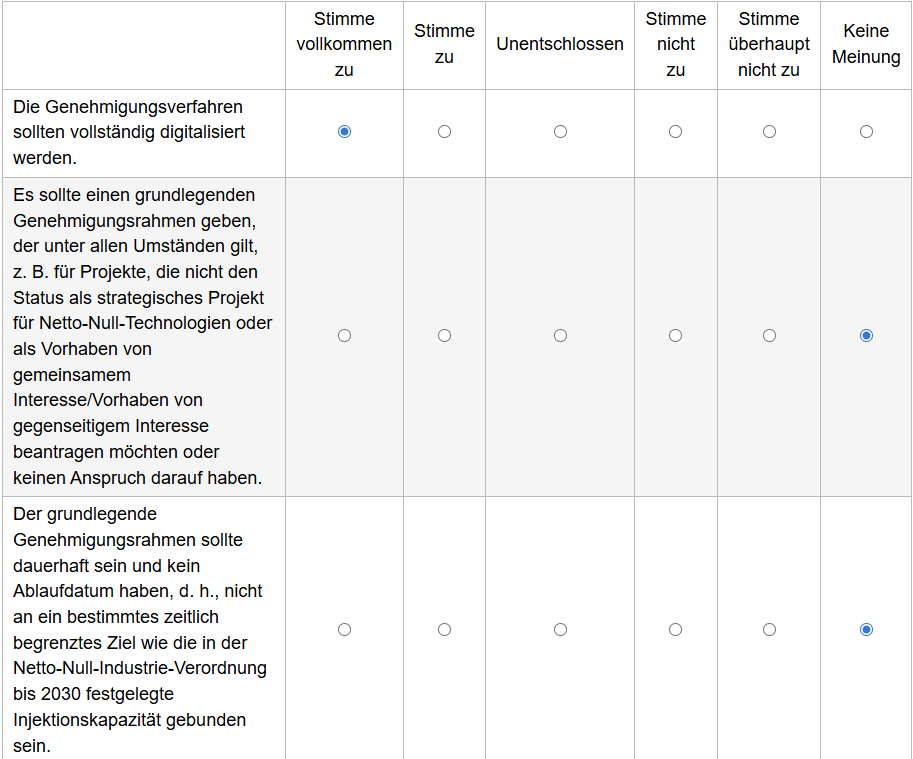 Stimme
vollkommen
zu
Stimme
zu
Unentschlossen
Stimme
nicht
zu
Stimme
überhaupt
nicht zu
Keine
Meinung
Die Genehmigungsverfahren
sollten vollständig digitalisiert
werden.
Es sollte einen grundlegenden
Genehmigungsrahmen geben,
der unter allen Umständen gilt,
z. B. für Projekte, die nicht den
Status als strategisches Projekt
für Netto-Null-Technologien oder
als Vorhaben von
gemeinsamem
Interesse/Vorhaben von
gegenseitigem Interesse
beantragen möchten oder
keinen Anspruch darauf haben.
Der grundlegende
Genehmigungsrahmen sollte
dauerhaft sein und kein
Ablaufdatum haben, d. h., nicht
an ein bestimmtes zeitlich
begrenztes Ziel wie die in der
Netto-Null-Industrie-Verordnung
bis 2030 festgelegte
Injektionskapazität gebunden
sein.